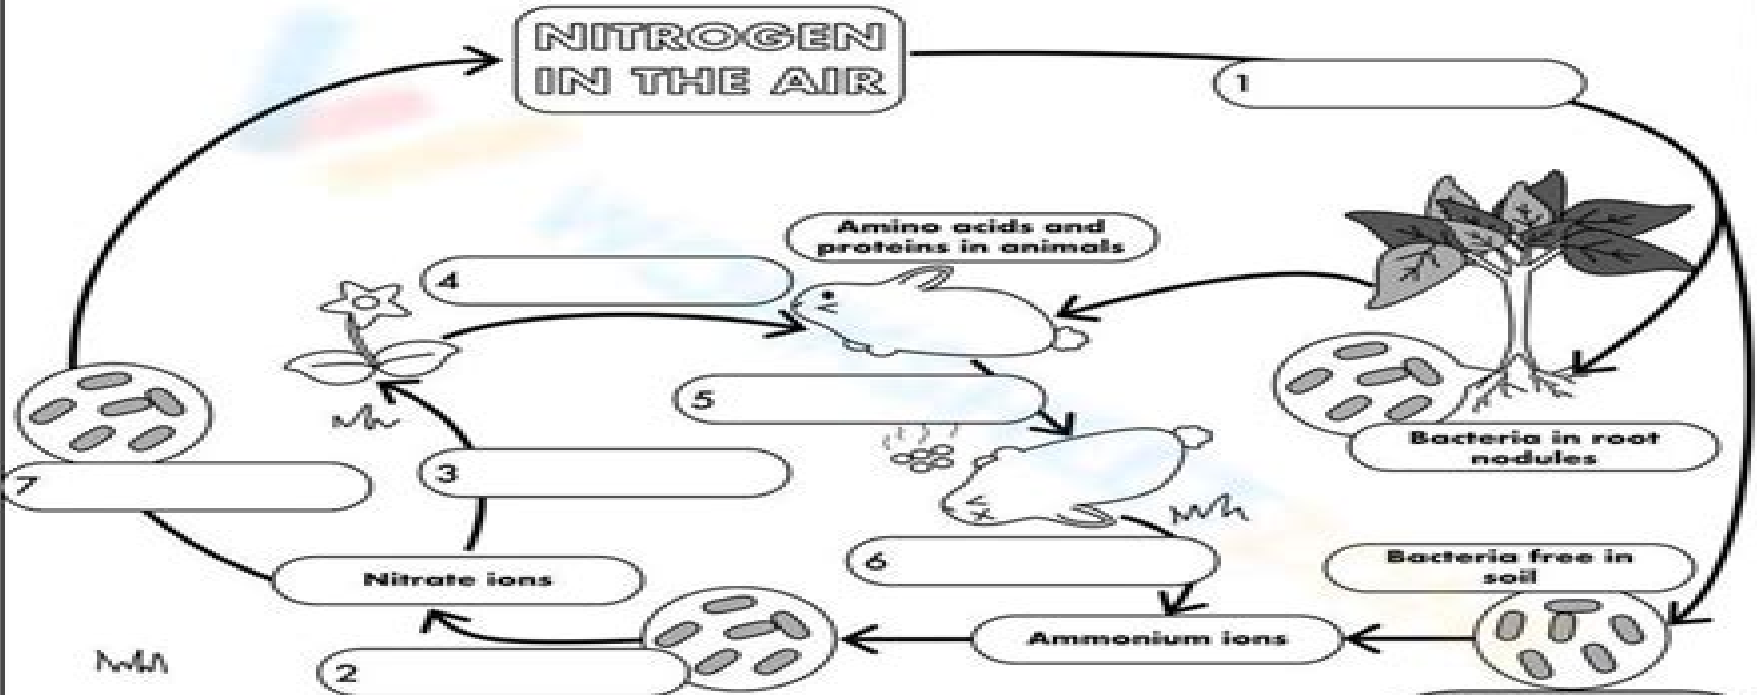 NITROGEN
IN THE AIR
1
Amino acids and
proteins in animals
4
5
Bacteria in root
nodules
3
7
6
Bacteria free in
soil
Nitrate ions
Ammonium ions
2